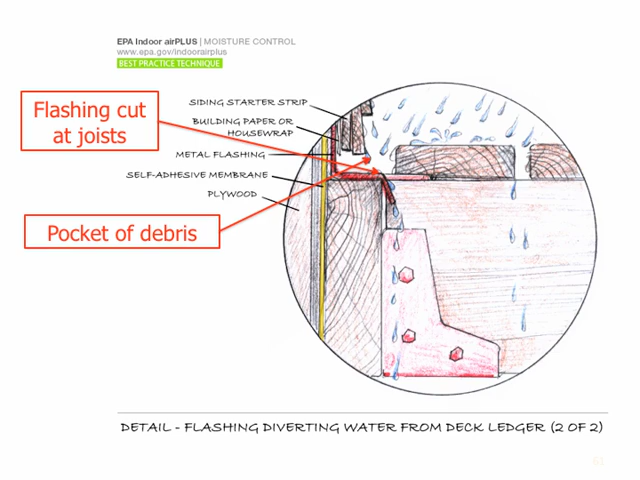 EPA Indoor airPLUS | MOISTURE CONTROL
www.epa.gov/indoorairplus
BEST PRACTICE TECHNIQUE
Flashing cut
at joists
SIDING STARTER STRIP
BUILDING PAPER OR
HOUSEWRAP
METAL FLASHING
SELF-ADHESIVE MEMBRANE
PLYWOOD
Pocket of debris
DETAIL - FLASHING DIVERTING WATER FROM DECK LEDGER (2 OF 2)
61